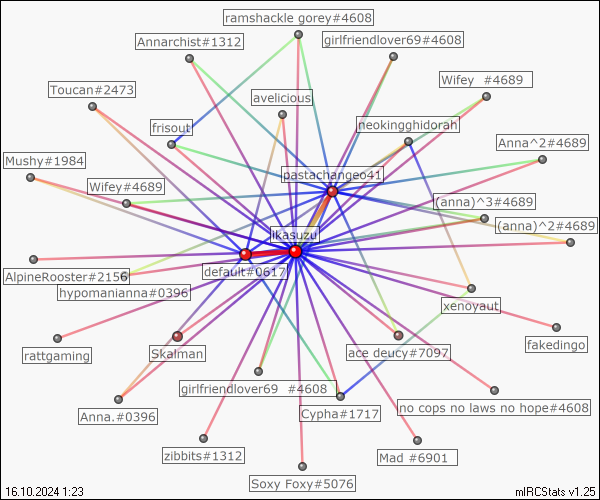 ramshackle gorey#4608
Annarchist#1312
girlfriendlover69#4608
Toucan#2473
Wifey #4689
avelicious
frisout
neokingghidorah
Anna^2#4689
Mushy#1984
pastachangeo41
Wifey#4689
(anna)^3#4689
(anna)^2#4689
ikasuzu
default#0617
AlpineRooster#2156
hypomanianna#0396
xenoyaut
fakedingo
rattgaming
Skalman
ace deucy#7097
girlfriendlover69 #4608
Anna.#0396
Cypha#1717
no cops no laws no hope#4608
zibbits#1312
Mad #6901
Soxy Foxy#5076
16.10.2024 1:23
mIRCStats v1.25